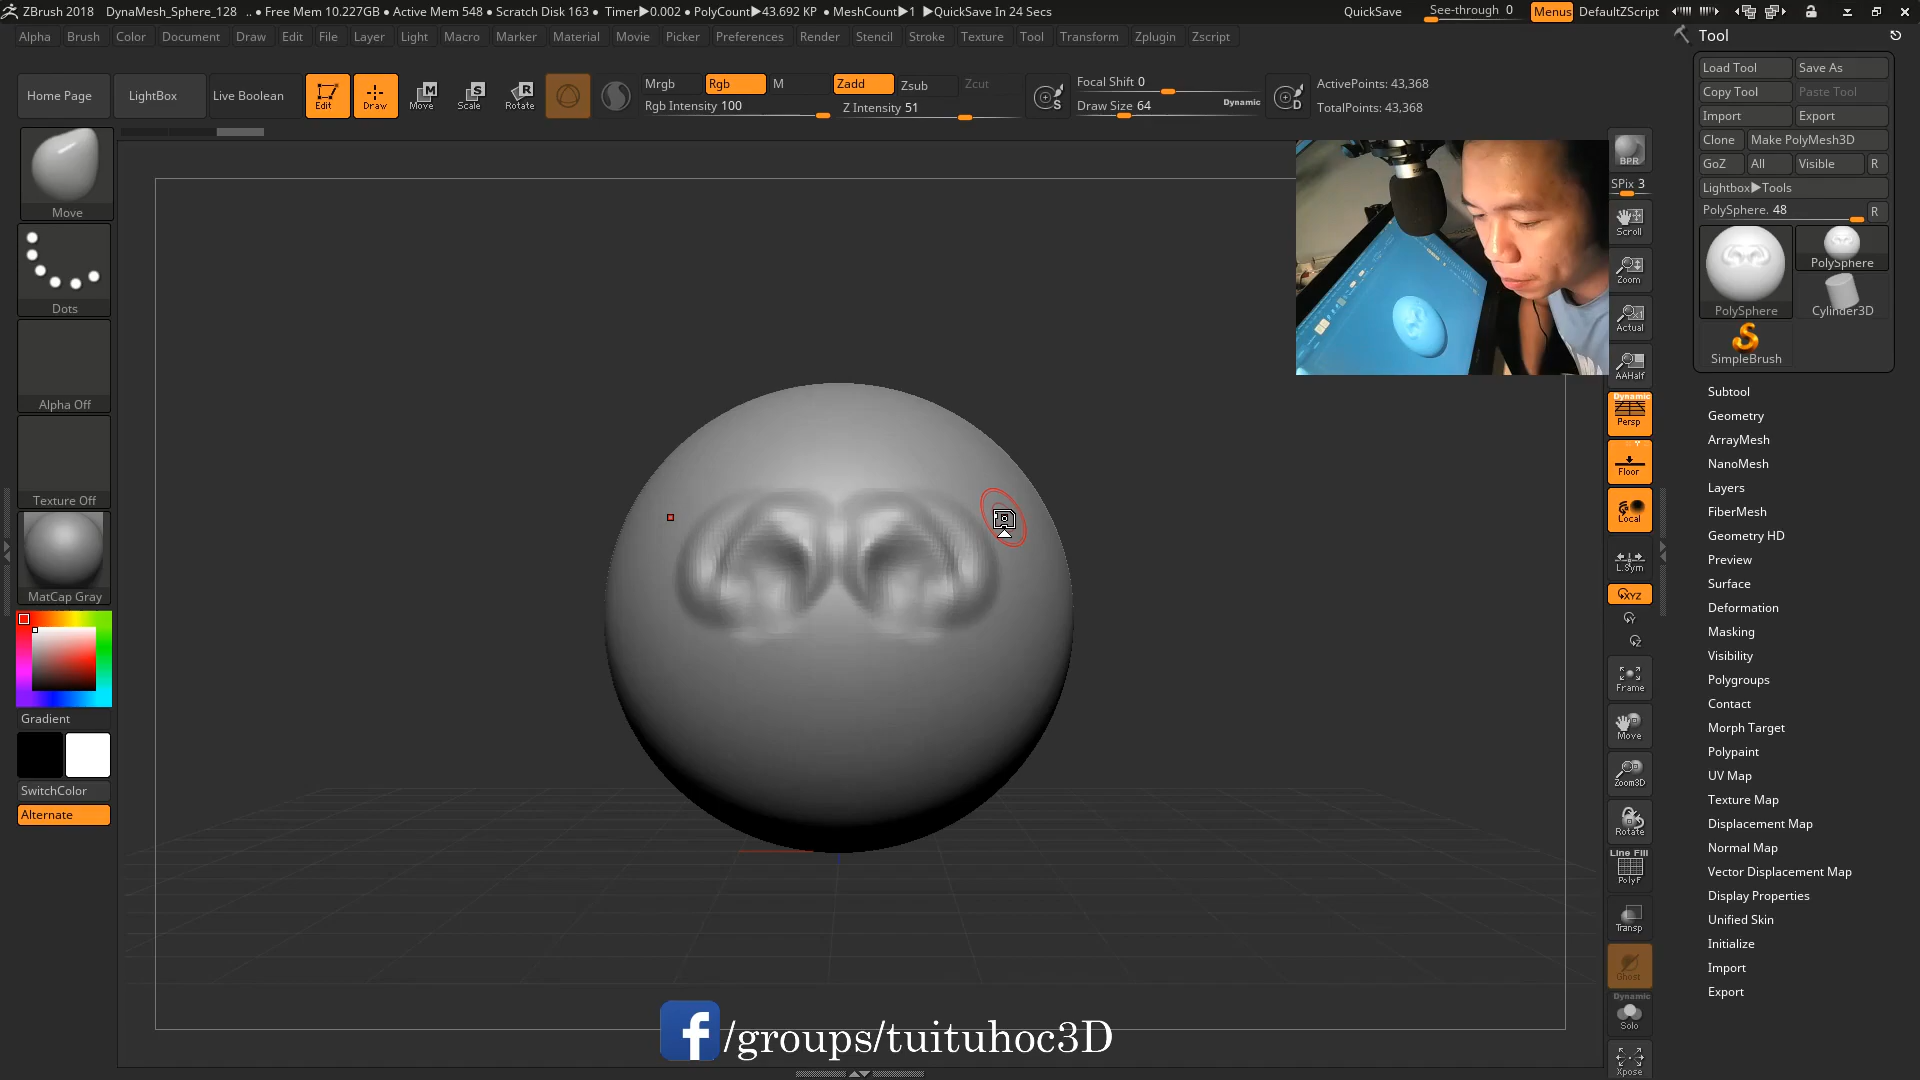 ZBrush 2018 DynaMesh_Sphere_128 .. • Free Mem 10.227GB • Active Mem 548 • Scratch Disk 163 • Timer▶0.002 • PolyCount▶43.692 KP • MeshCount▶1 ▶QuickSave In 24 Secs QuickSave See-through 0 Menus DefaultZScript
Alpha Brush Color Document Draw Edit File Layer Light Macro Marker Material Movie Picker Preferences Render Stencil Stroke Texture Tool Transform Zplugin Zscript
Tool
Load Tool Save As
Copy Tool Paste Tool
Import Export
Clone Make PolyMesh3D
GoZ All Visible R
Lightbox▶Tools
PolySphere. 48 R
PolySphere
PolySphere Cylinder3D
SimpleBrush
Home Page LightBox Live Boolean Edit Draw Move Scale Rotate
Mrgb Rgb M Zadd Zsub Zcut
Rgb Intensity 100 Z Intensity 51
Focal Shift 0
Draw Size 64 Dynamic
ActivePoints: 43,368
TotalPoints: 43,368
Move
Dots
Alpha Off
Texture Off
MatCap Gray
Gradient
SwitchColor
Alternate
BPR
SPix 3
Scroll
Zoom
Actual
AAHalf
Dynamic
Persp
Floor
Local
L.Sym
XYZ
Y
Z
Frame
Move
Zoom3D
Rotate
Line Fill
PolyF
Transp
Ghost
Dynamic
Solo
Xpose
Subtool
Geometry
ArrayMesh
NanoMesh
Layers
FiberMesh
Geometry HD
Preview
Surface
Deformation
Masking
Visibility
Polygroups
Contact
Morph Target
Polypaint
UV Map
Texture Map
Displacement Map
Normal Map
Vector Displacement Map
Display Properties
Unified Skin
Initialize
Import
Export
f /groups/tuituhoc3D